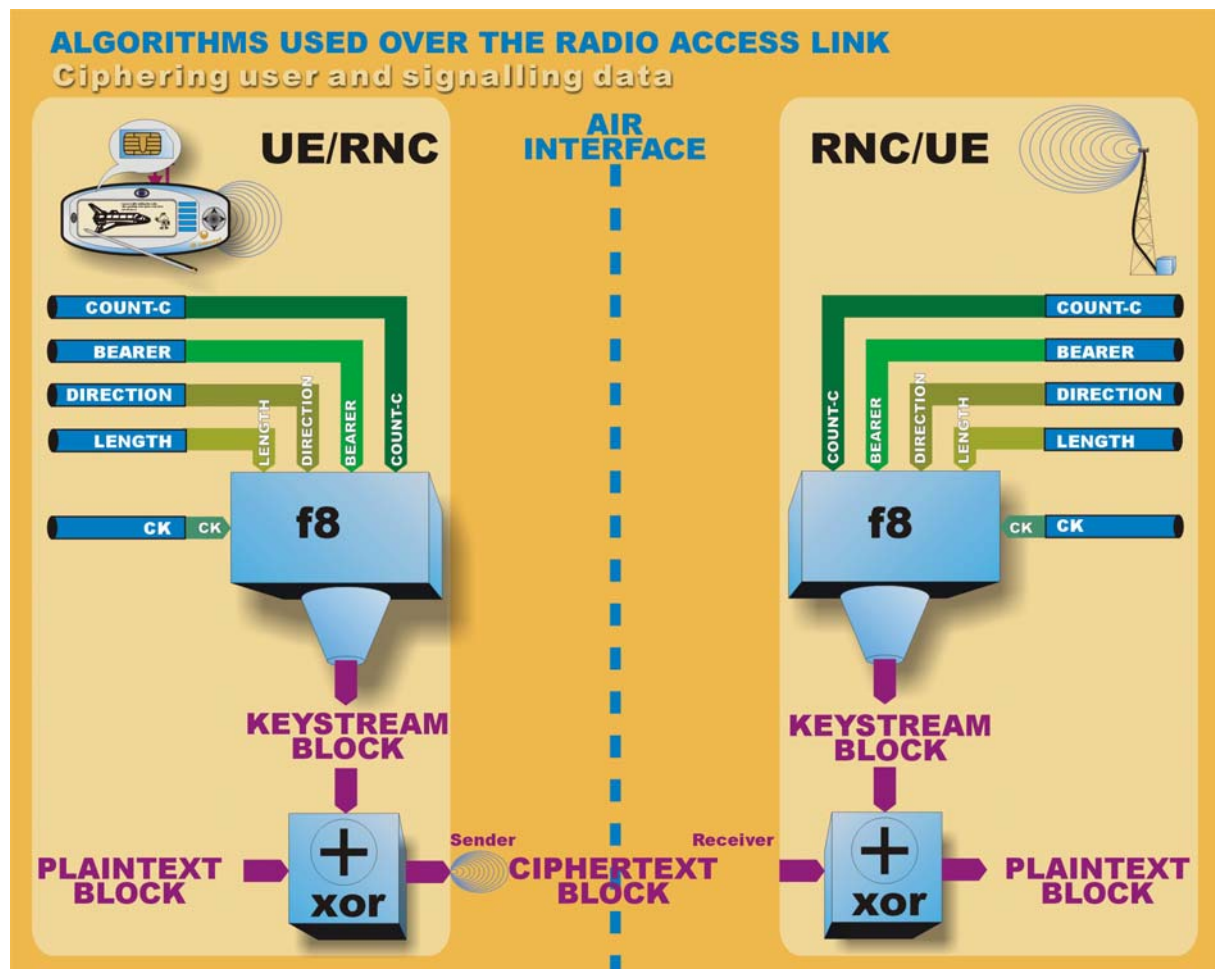 ALGORITHMS USED OVER THE RADIO ACCESS LINK
Ciphering user and signalling data
UE/RNC
AIR
INTERFACE
RNC/UE
COUNT-C
BEARER
DIRECTION
LENGTH
LENGTH
DIRECTION
BEARER
COUNT-C
CK
CK
f8
KEYSTREAM
BLOCK
PLAINTEXT
BLOCK
xor
Sender
CIPHERTEXT
BLOCK
Receiver
COUNT-C
BEARER
DIRECTION
LENGTH
COUNT-C
BEARER
DIRECTION
LENGTH
f8
CK
CK
KEYSTREAM
BLOCK
xor
PLAINTEXT
BLOCK